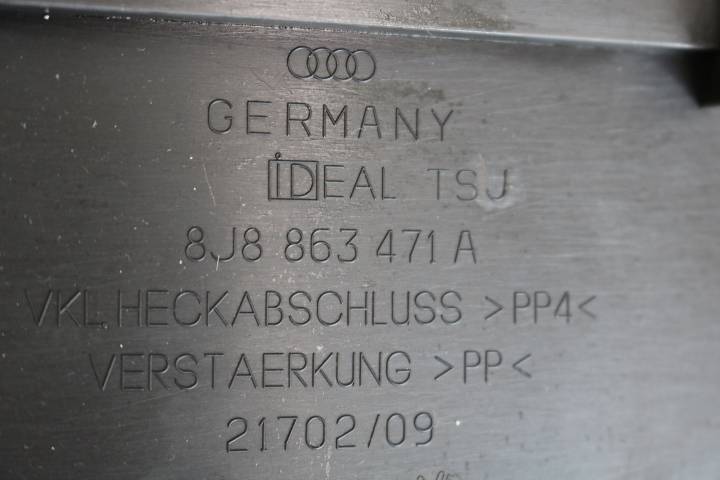 GERMANY
iDEAL TSJ
8J8 863 471 A
VKL.HECKABSCHLUSS >PP4<
VERSTAERKUNG >PP<
21702/09